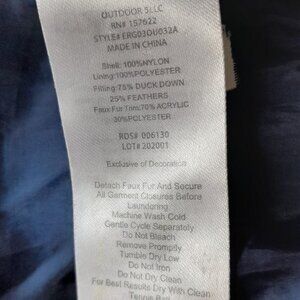 OUTDOOR 5LLC
RN# 157622
STYLE# ERG03OU032A
MADE IN CHINA
Shell: 100%NYLON
Lining:100%POLYESTER
Filling:75% DUCK DOWN
25% FEATHERS
Faux Fur Trim:70% ACRYLIC
30%POLYESTER
RDS# 006130
LOT# 202001
Exclusive of Decoration
Detach Faux Fur And Secure
All Garment Closures Before
Laundering
Machine Wash Cold
Gentle Cycle Separately
Do Not Bleach
Remove Promptly
Tumble Dry Low
Do Not Iron
Do Not Dry Clean
For Best Results Dry With Clean
Tennis Ball